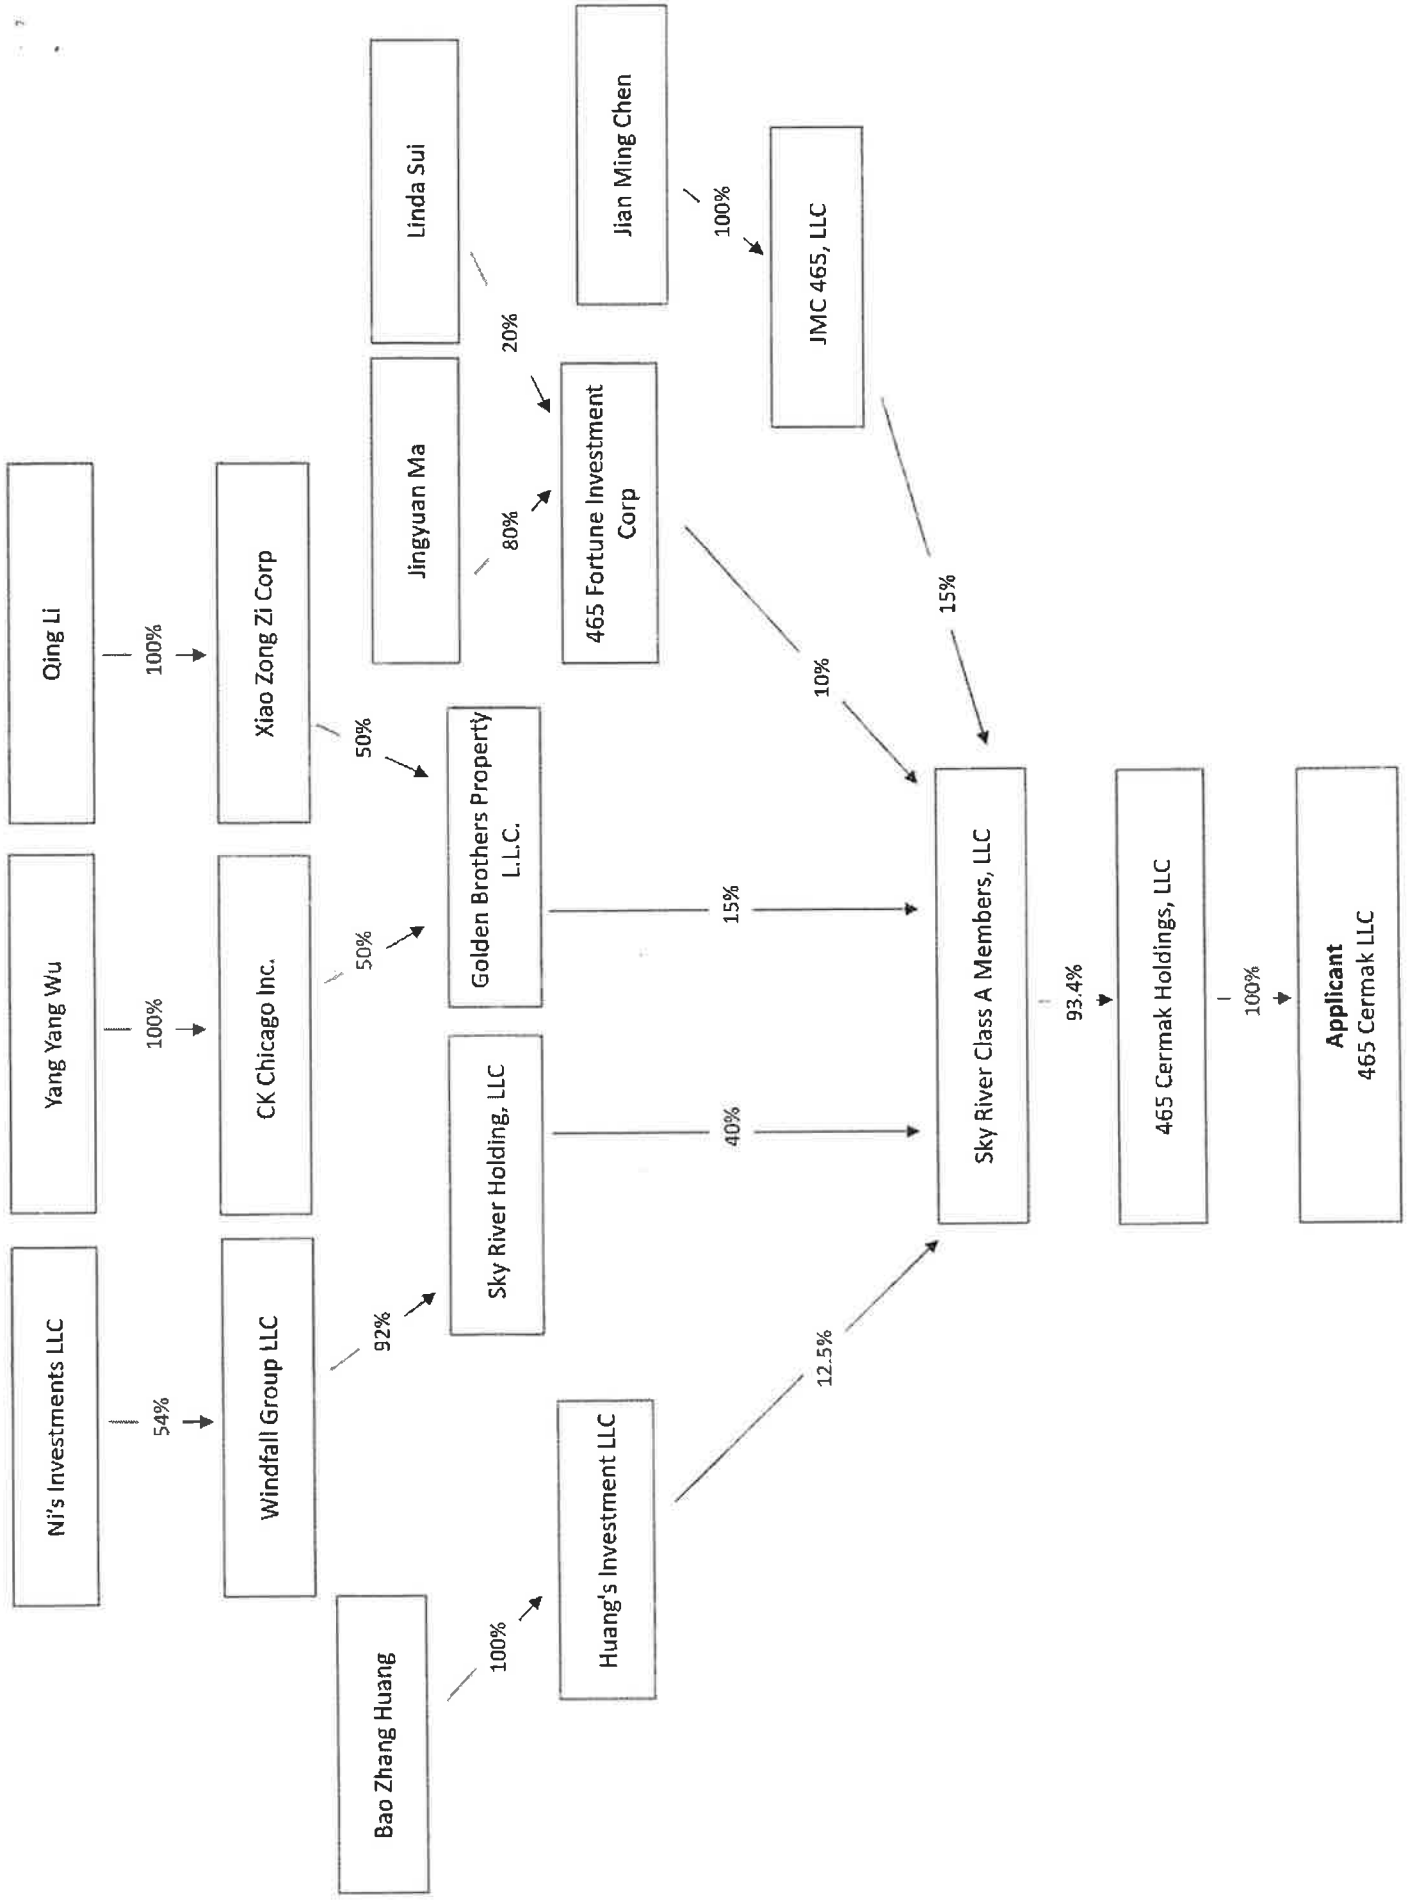 Ni's Investments LLC
Yang Yang Wu
Qing Li
54%
100%
100%
Windfall Group LLC
CK Chicago Inc.
Xiao Zong Zi Corp
Bao Zhang Huang
Jingyuan Ma
Linda Sui
92%
50%
50%
100%
80%
20%
Sky River Holding, LLC
Golden Brothers Property
L.L.C.
Huang's Investment LLC
465 Fortune Investment
Corp
Jian Ming Chen
100%
JMC 465, LLC
12.5%
40%
15%
10%
15%
Sky River Class A Members, LLC
93.4%
465 Cermak Holdings, LLC
100%
Applicant
465 Cermak LLC